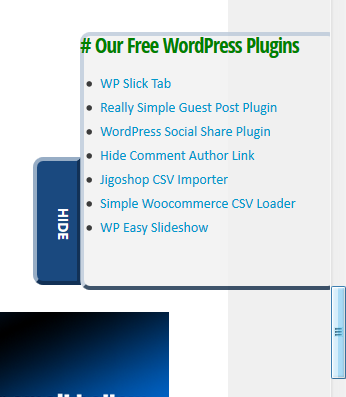 # Our Free WordPress Plugins
WP Slick Tab
Really Simple Guest Post Plugin
WordPress Social Share Plugin
Hide Comment Author Link
Jigoshop CSV Importer
Simple Woocommerce CSV Loader
WP Easy Slideshow
HIDE